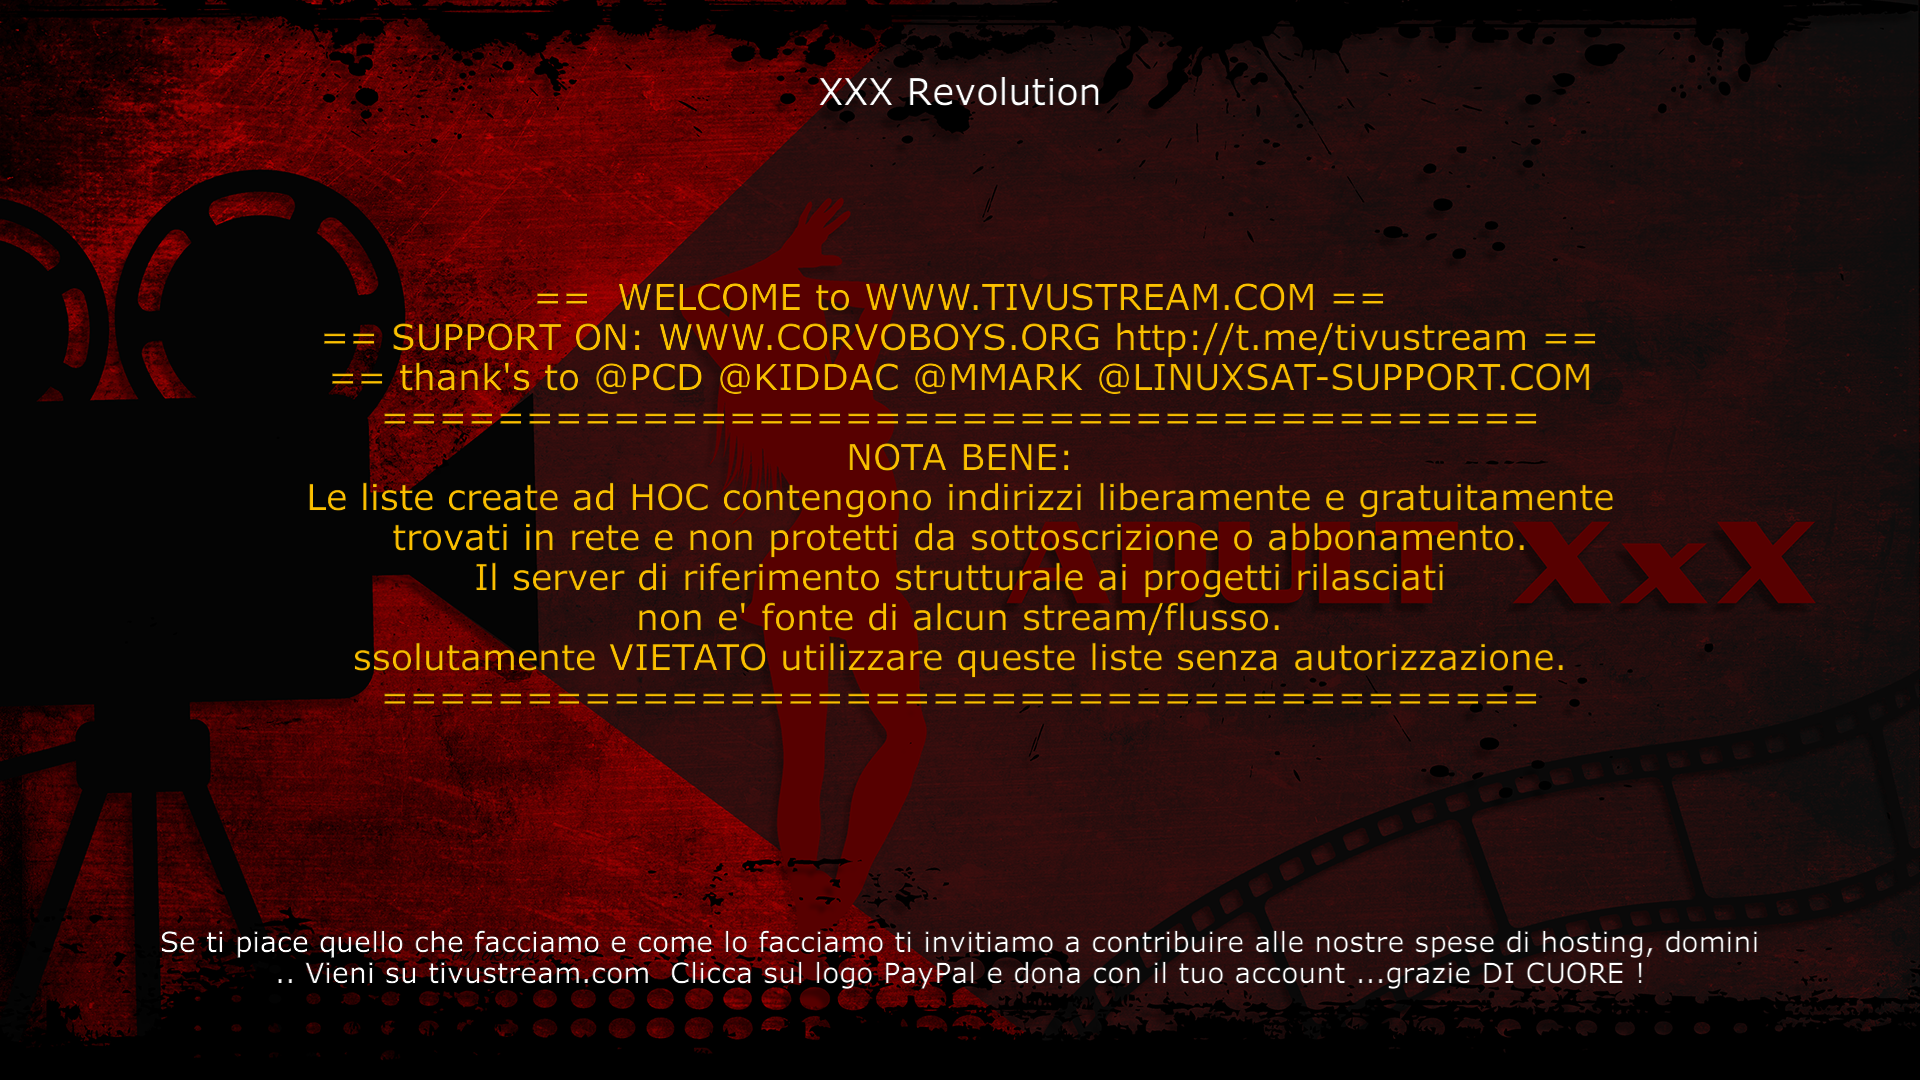 XXX Revolution
== WELCOME to WWW.TIVUSTREAM.COM ==
== SUPPORT ON: WWW.CORVOBOYS.ORG http://t.me/tivustream ==
== thank's to @PCD @KIDDAC @MMARK @LINUXSAT-SUPPORT.COM
========================================
NOTA BENE:
Le liste create ad HOC contengono indirizzi liberamente e gratuitamente
trovati in rete e non protetti da sottoscrizione o abbonamento.
ADULT XxX
Il server di riferimento strutturale ai progetti rilasciati
non e' fonte di alcun stream/flusso.
ssolutamente VIETATO utilizzare queste liste senza autorizzazione.
========================================
Se ti piace quello che facciamo e come lo facciamo ti invitiamo a contribuire alle nostre spese di hosting, domini
.. Vieni su tivustream.com Clicca sul logo PayPal e dona con il tuo account ...grazie DI CUORE !